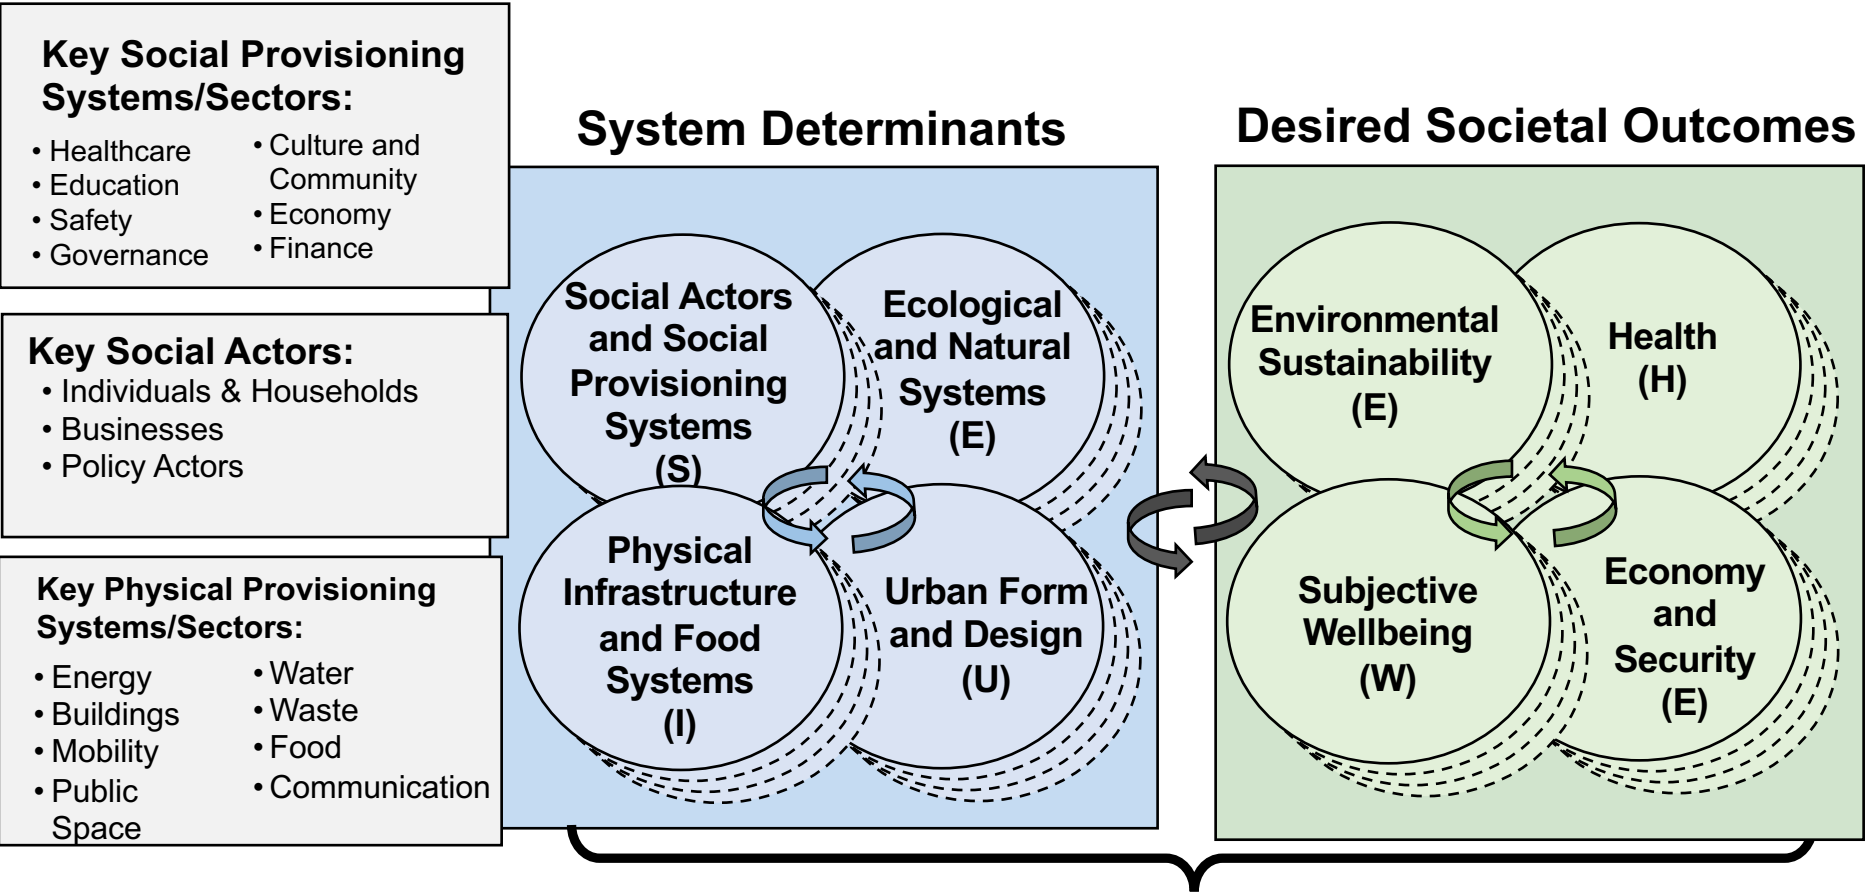 Key Social Provisioning
Systems/Sectors:
• Healthcare
• Education
• Safety
• Governance
• Culture and
Community
• Economy
• Finance
Key Social Actors:
• Individuals & Households
• Businesses
• Policy Actors
Key Physical Provisioning
Systems/Sectors:
• Energy
• Buildings
• Mobility
• Public
Space
• Water
• Waste
• Food
• Communication
System Determinants
Social Actors
and Social
Provisioning
Systems
(S)
Ecological
and Natural
Systems
(E)
Physical
Infrastructure
and Food
Systems
(I)
Urban Form
and Design
(U)
Desired Societal Outcomes
Environmental
Sustainability
(E)
Health
(H)
Subjective
Wellbeing
(W)
Economy
and
Security
(E)